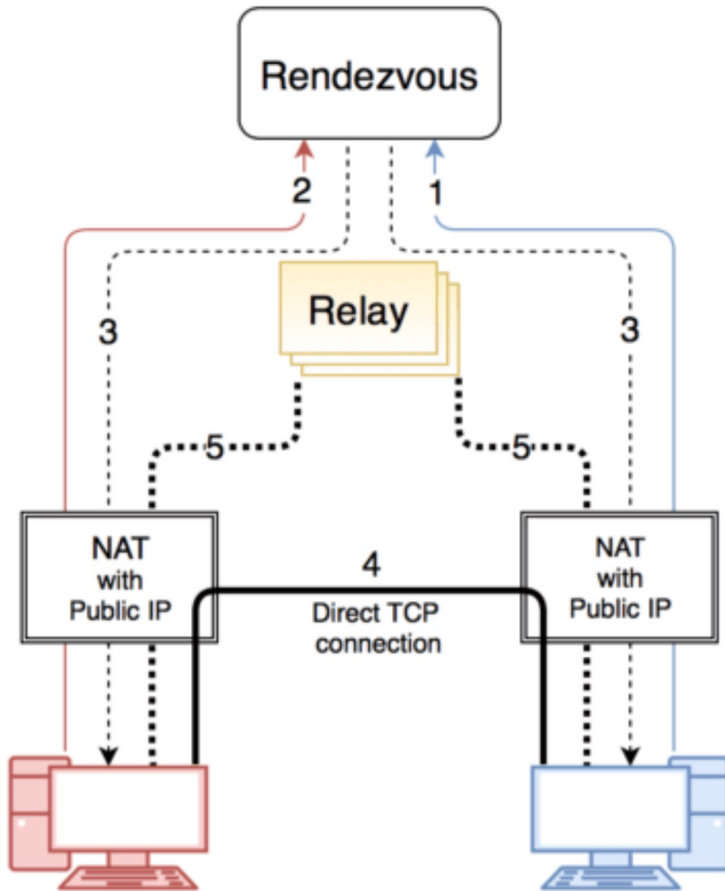 Rendezvous
2
1
Relay
3
3
5
5
NAT
with
Public IP
4
Direct TCP
connection
NAT
with
Public IP